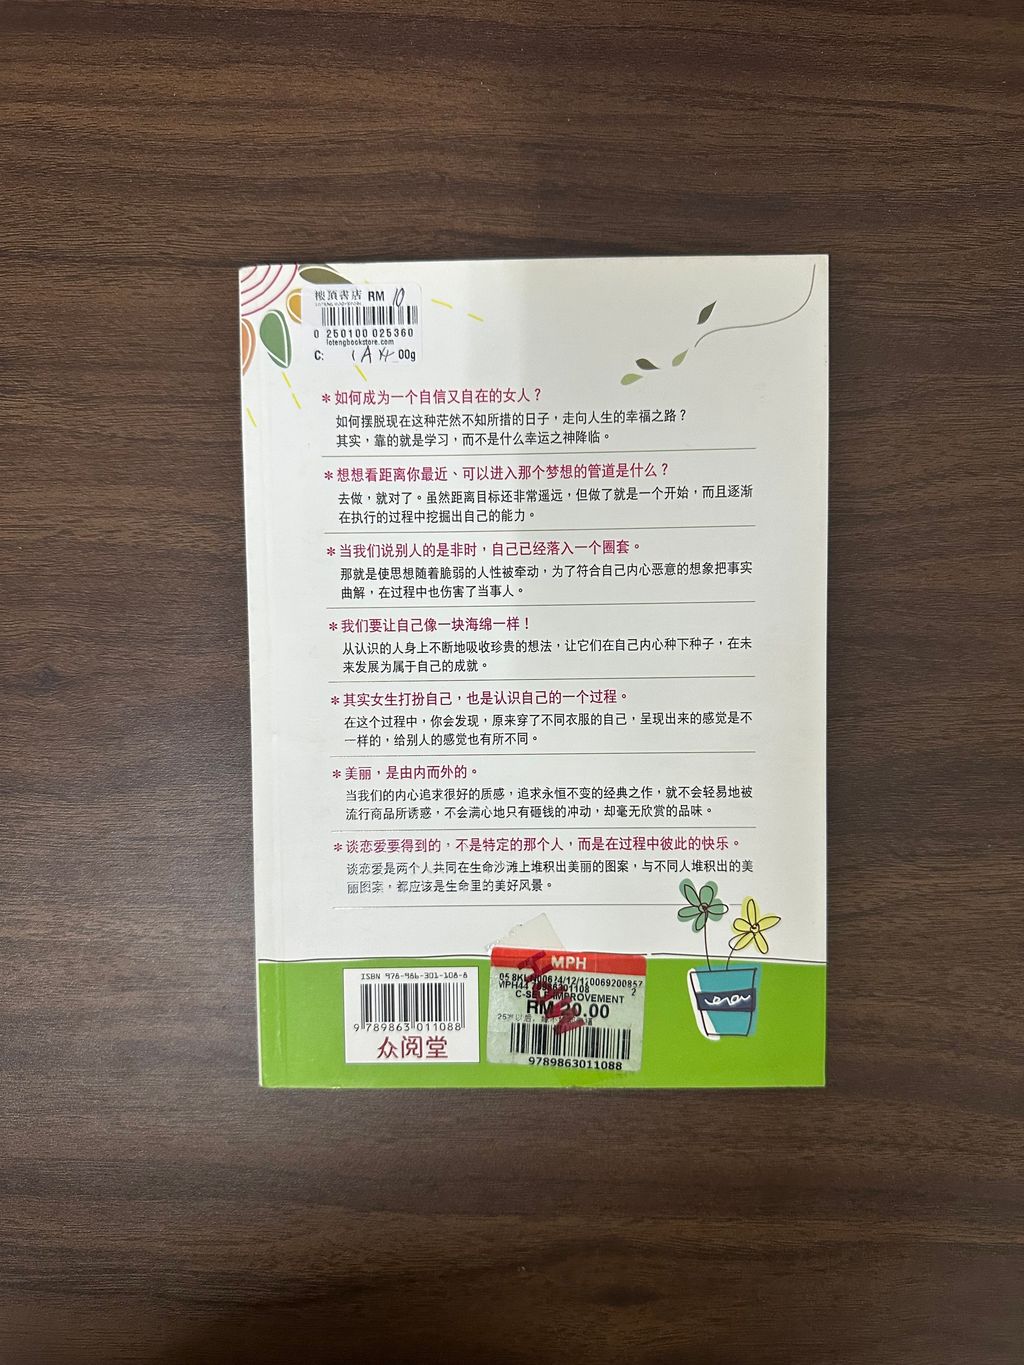 樓頂書店 RM 10
0 250100 025360
lotengbookstore.com
C: 00g
*如何成为一个自信又自在的女人？
如何摆脱现在这种茫然不知所措的日子，走向人生的幸福之路？
其实，靠的就是学习，而不是什么幸运之神降临。
*想想看距离你最近、可以进入那个梦想的管道是什么？
去做，就对了。虽然距离目标还非常遥远，但做了就是一个开始，而且逐渐
在执行的过程中挖掘出自己的能力。
*当我们说别人的是非时，自己已经落入一个圈套。
那就是使思想随着脆弱的人性被牵动，为了符合自己内心恶意的想象把事实
曲解，在过程中也伤害了当事人。
*我们要让自己像一块海绵一样！
从认识的人身上不断地吸收珍贵的想法，让它们在自己内心种下种子，在未
来发展为属于自己的成就。
*其实女生打扮自己，也是认识自己的一个过程。
在这个过程中，你会发现，原来穿了不同衣服的自己，呈现出来的感觉是不
一样的，给别人的感觉也有所不同。
*美丽，是由内而外的。
当我们的内心追求很好的质感，追求永恒不变的经典之作，就不会轻易地被
流行商品所诱惑，不会满心地只有砸钱的冲动，却毫无欣赏的品味。
*谈恋爱要得到的，不是特定的那个人，而是在过程中彼此的快乐。
谈恋爱是两个人共同在生命沙滩上堆积出美丽的图案，与不同人堆积出的美
丽图案，都应该是生命里的美好风景。
ISBN 978-986-301-108-8
9 789863 011088
众阅堂
MPH
C-SELF IMPROVEMENT
RM 20.00
9789863011088